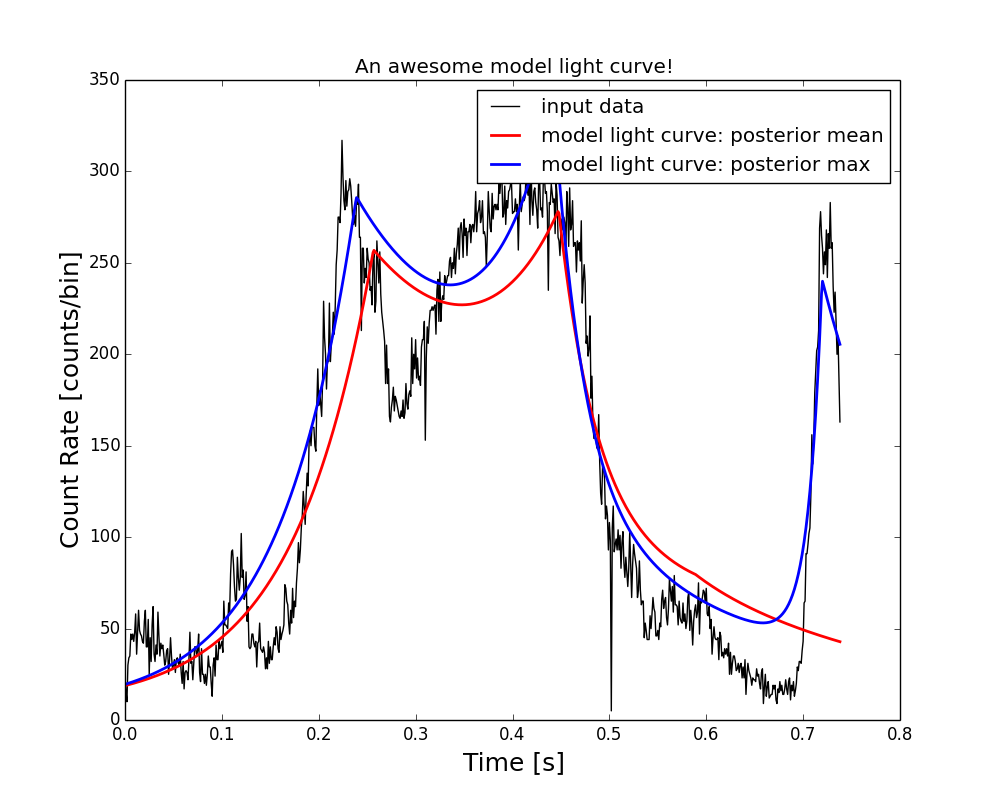 An awesome model light curve!
350
300
250
200
150
100
50
0
Count Rate [counts/bin]
input data
model light curve: posterior mean
model light curve: posterior max
0.0 0.1 0.2 0.3 0.4 0.5 0.6 0.7 0.8
Time [s]